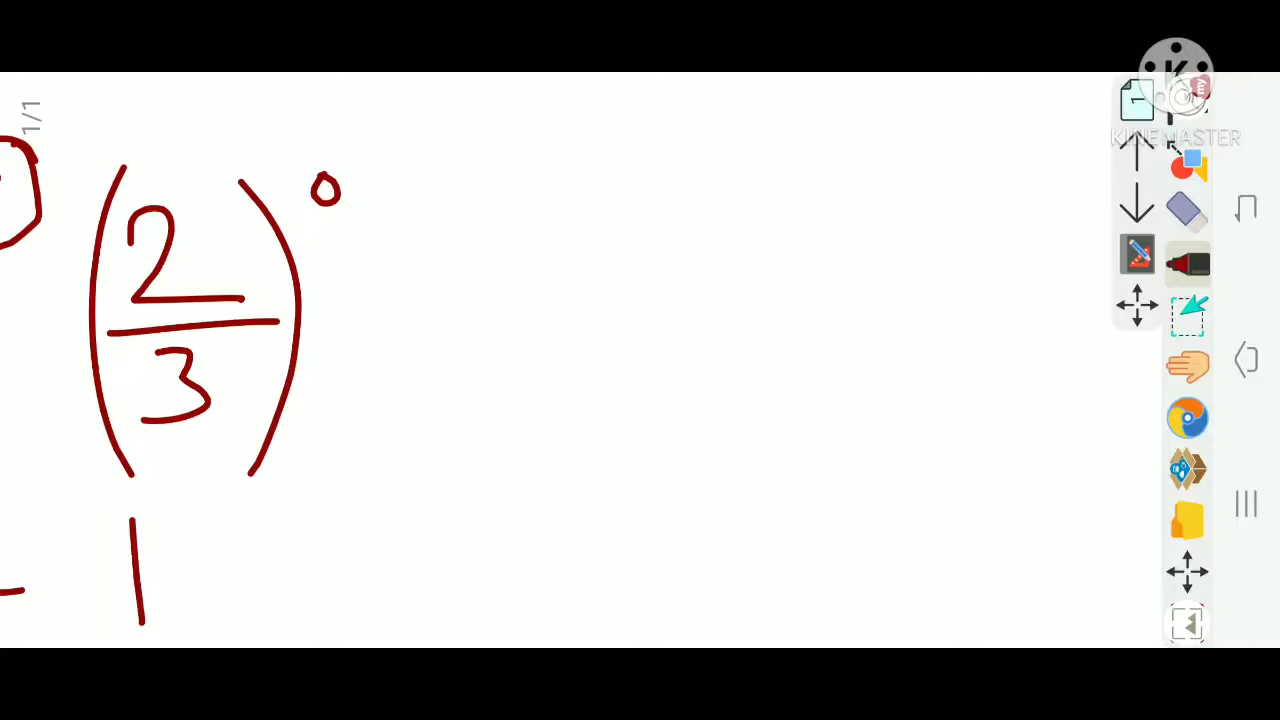 1/1
(2/3)⁰
- 1
KINEMASTER